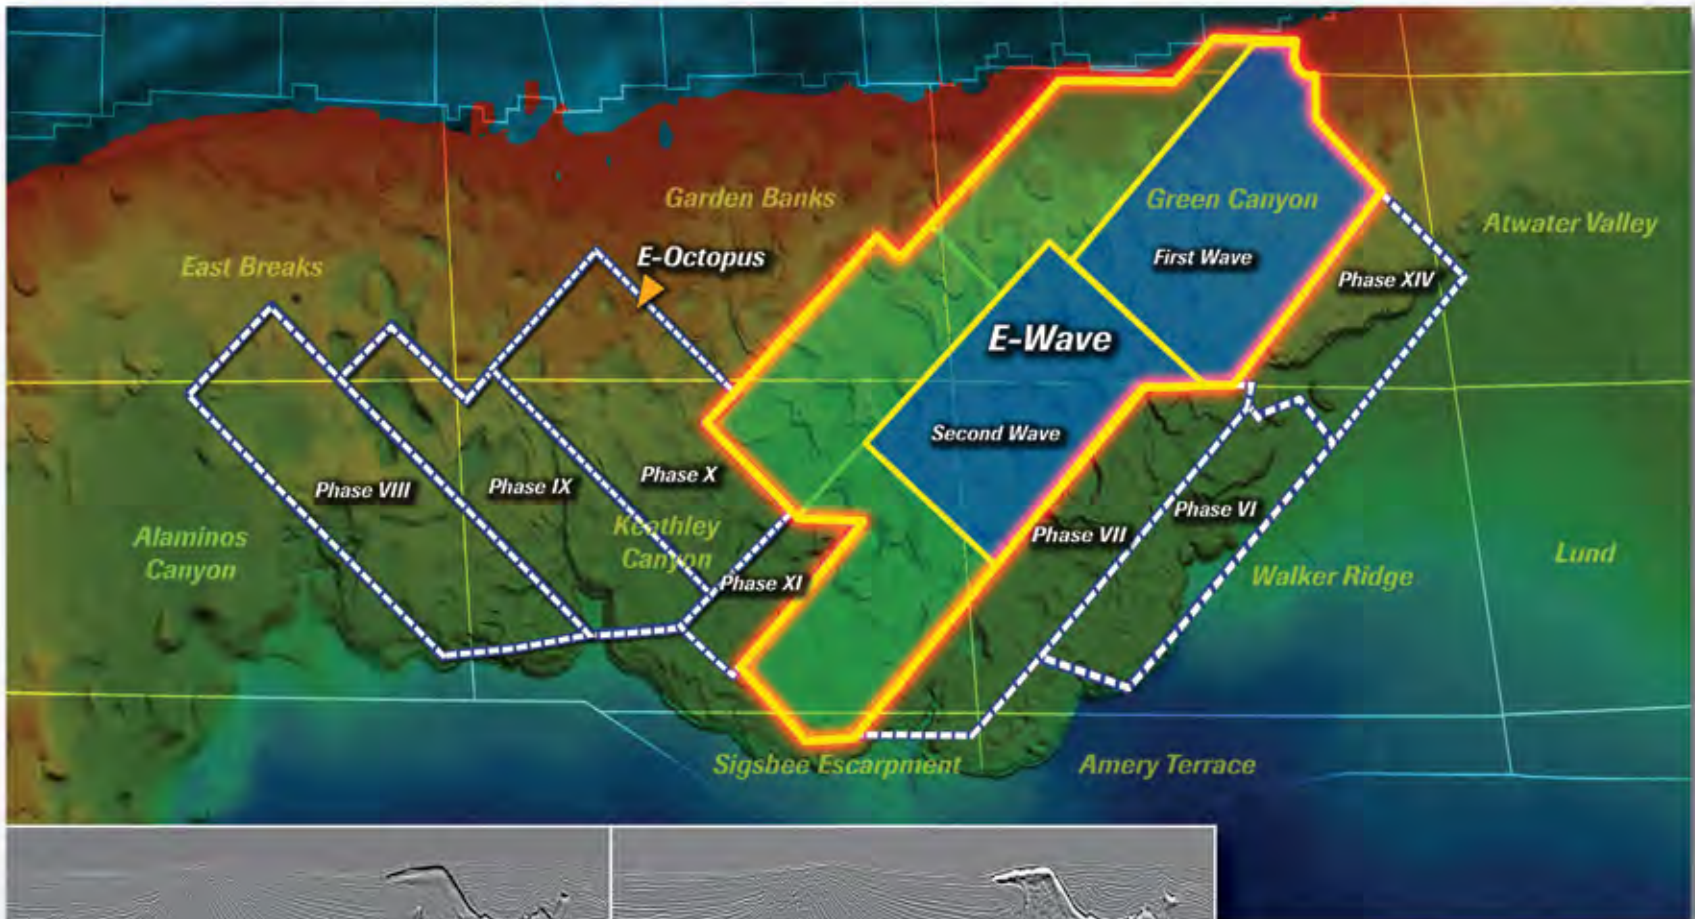 Garden Banks
Green Canyon
Atwater Valley
East Breaks
E-Octopus
First Wave
Phase XIV
E-Wave
Second Wave
Phase VIII
Phase IX
Phase X
Alaminos
Canyon
Keathley
Canyon
Phase XI
Phase VII
Phase VI
Walker Ridge
Lund
Sigsbee Escarpment
Amery Terrace